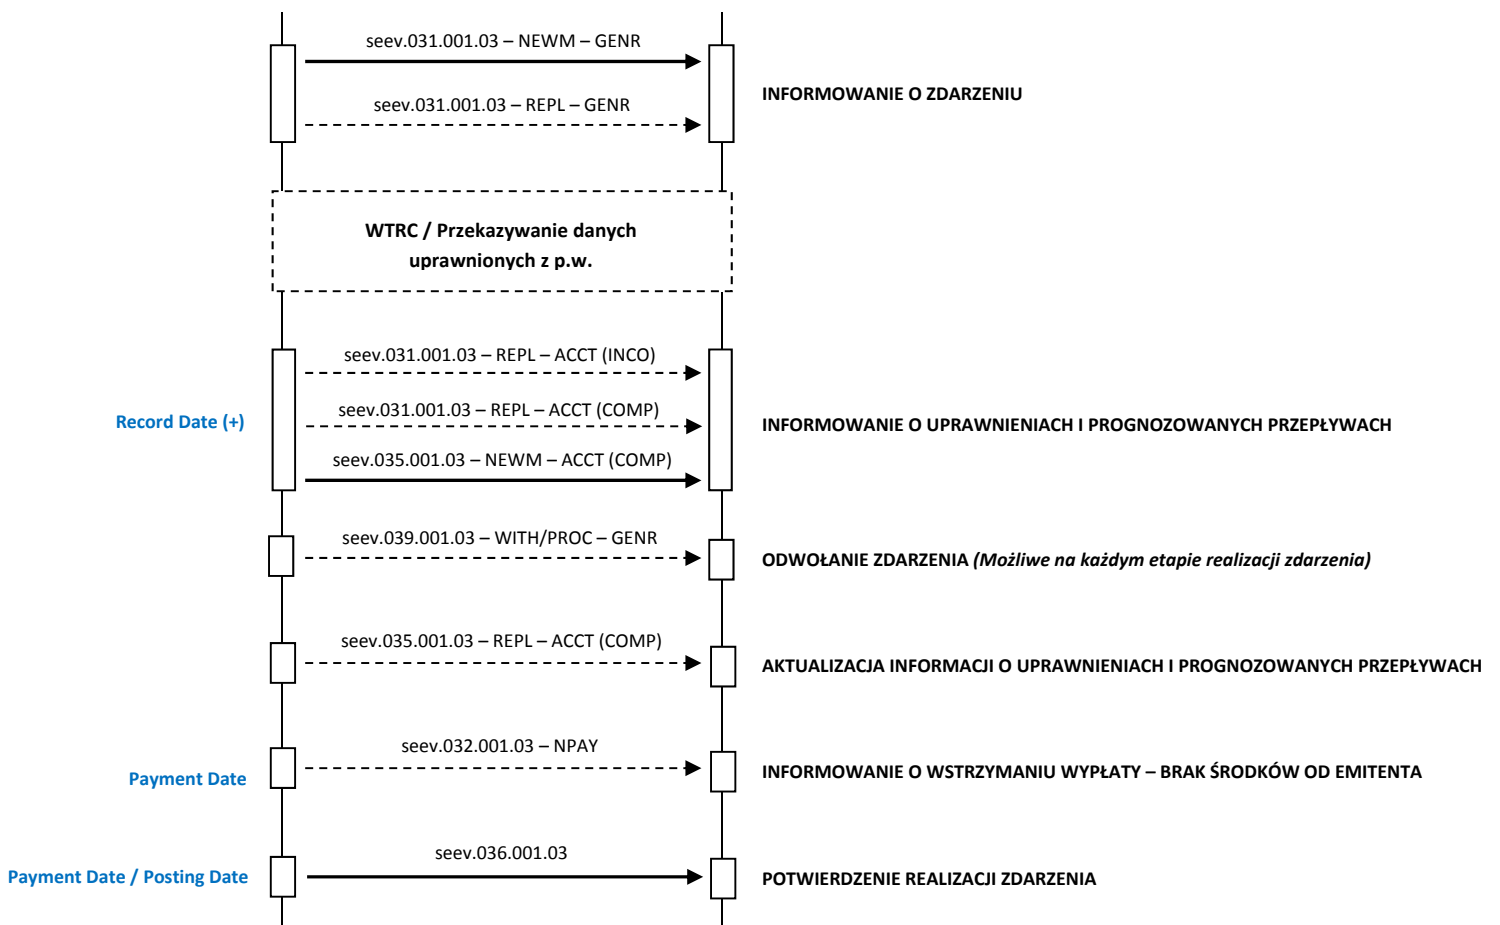 seev.031.001.03 – NEWM – GENR
seev.031.001.03 – REPL – GENR
INFORMOWANIE O ZDARZENIU
WTRC / Przekazywanie danych
uprawnionych z p.w.
seev.031.001.03 – REPL – ACCT (INCO)
seev.031.001.03 – REPL – ACCT (COMP)
Record Date (+)
INFORMOWANIE O UPRAWNIENIACH I PROGNOZOWANYCH PRZEPŁYWACH
seev.035.001.03 – NEWM – ACCT (COMP)
seev.039.001.03 – WITH/PROC – GENR
ODWOŁANIE ZDARZENIA (Możliwe na każdym etapie realizacji zdarzenia)
seev.035.001.03 – REPL – ACCT (COMP)
AKTUALIZACJA INFORMACJI O UPRAWNIENIACH I PROGNOZOWANYCH PRZEPŁYWACH
seev.032.001.03 – NPAY
Payment Date
INFORMOWANIE O WSTRZYMANIU WYPŁATY – BRAK ŚRODKÓW OD EMITENTA
seev.036.001.03
Payment Date / Posting Date
POTWIERDZENIE REALIZACJI ZDARZENIA